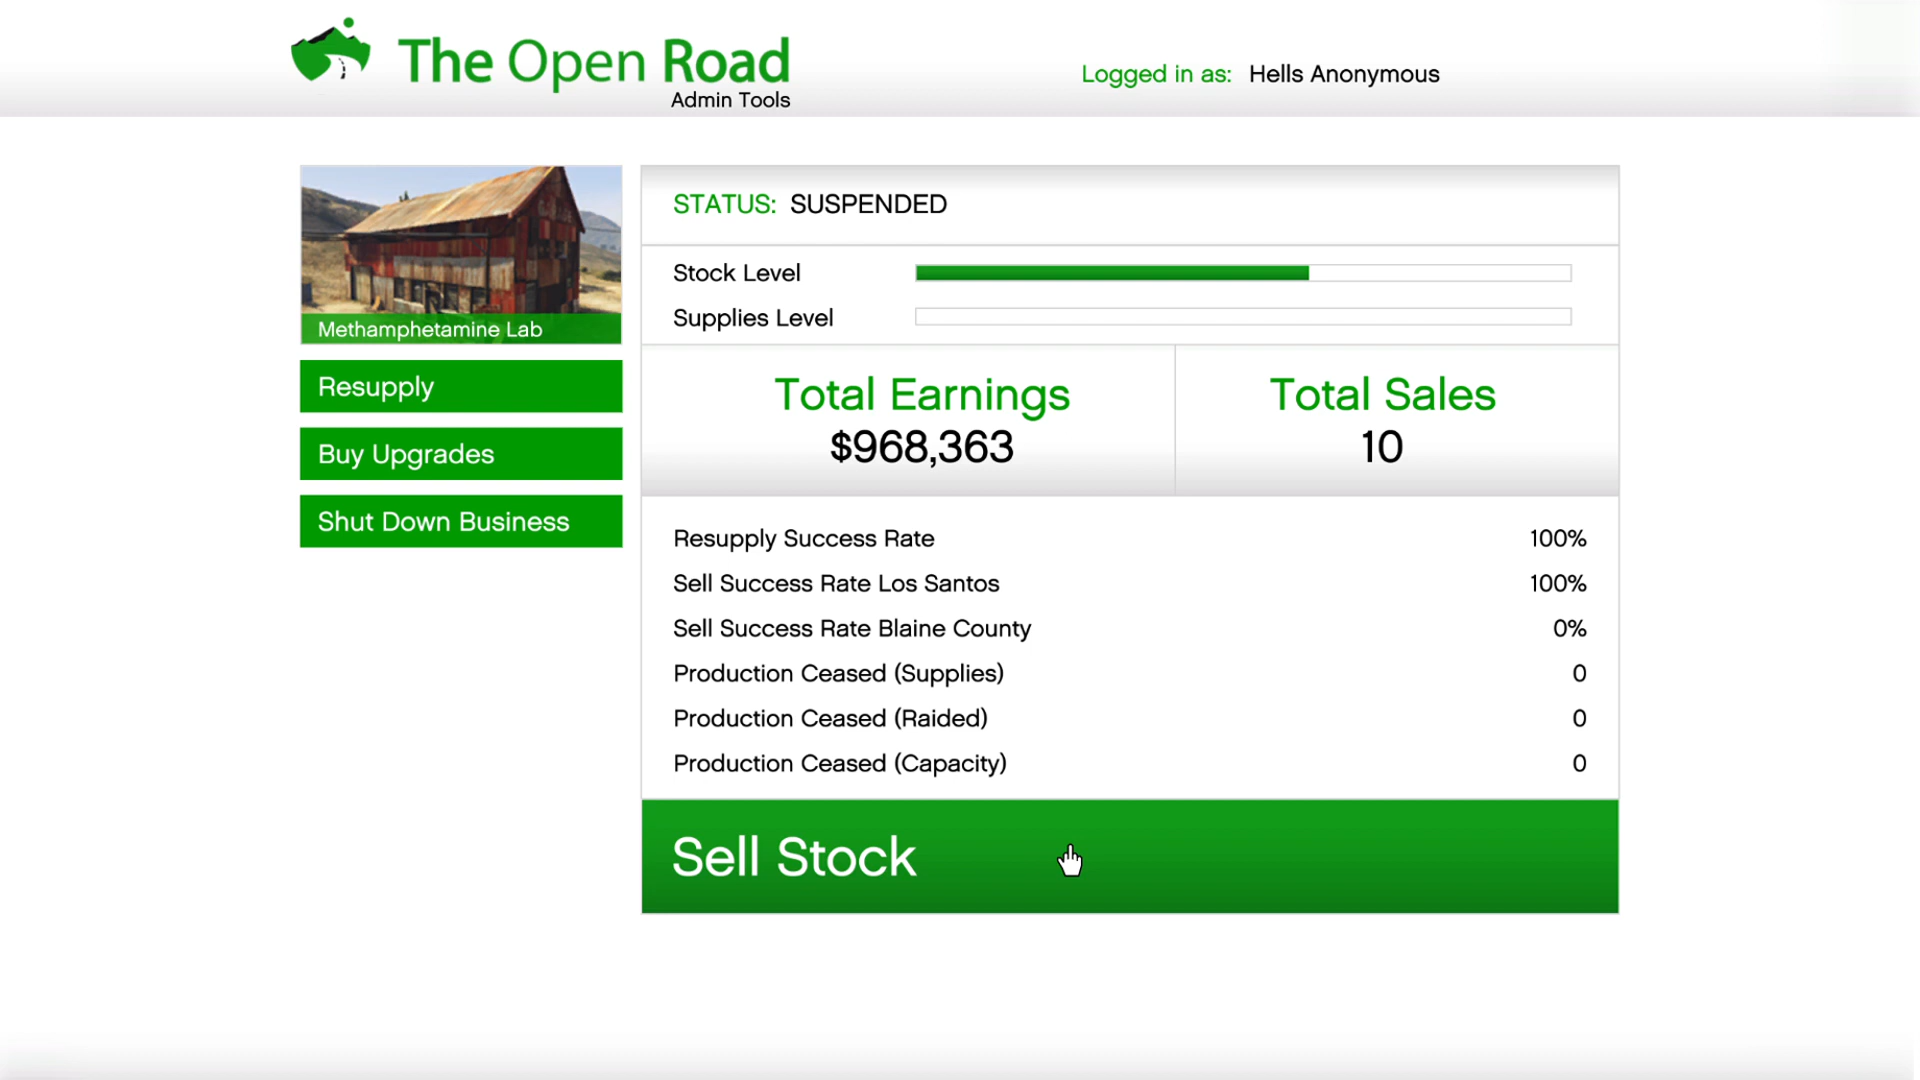 The Open Road
Admin Tools
Logged in as: Hells Anonymous
Methamphetamine Lab
Resupply
Buy Upgrades
Shut Down Business
STATUS: SUSPENDED
Stock Level
Supplies Level
Total Earnings
$968,363
Total Sales
10
Resupply Success Rate 100%
Sell Success Rate Los Santos 100%
Sell Success Rate Blaine County 0%
Production Ceased (Supplies) 0
Production Ceased (Raided) 0
Production Ceased (Capacity) 0
Sell Stock